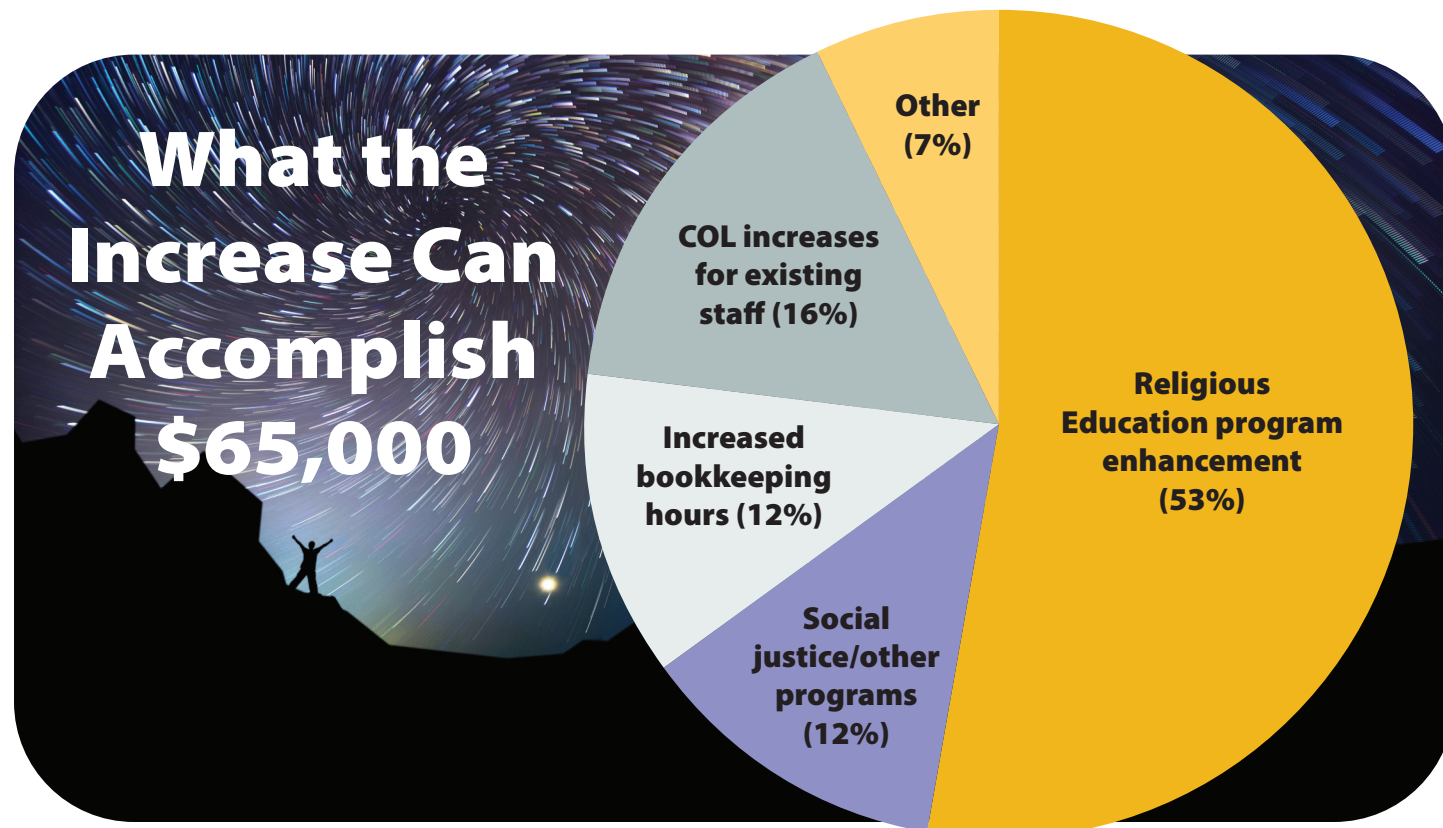 What the
Increase Can
Accomplish
$65,000
Other
(7%)
COL increases
for existing
staff (16%)
Religious
Education program
enhancement
(53%)
Increased
bookkeeping
hours (12%)
Social
justice/other
programs
(12%)